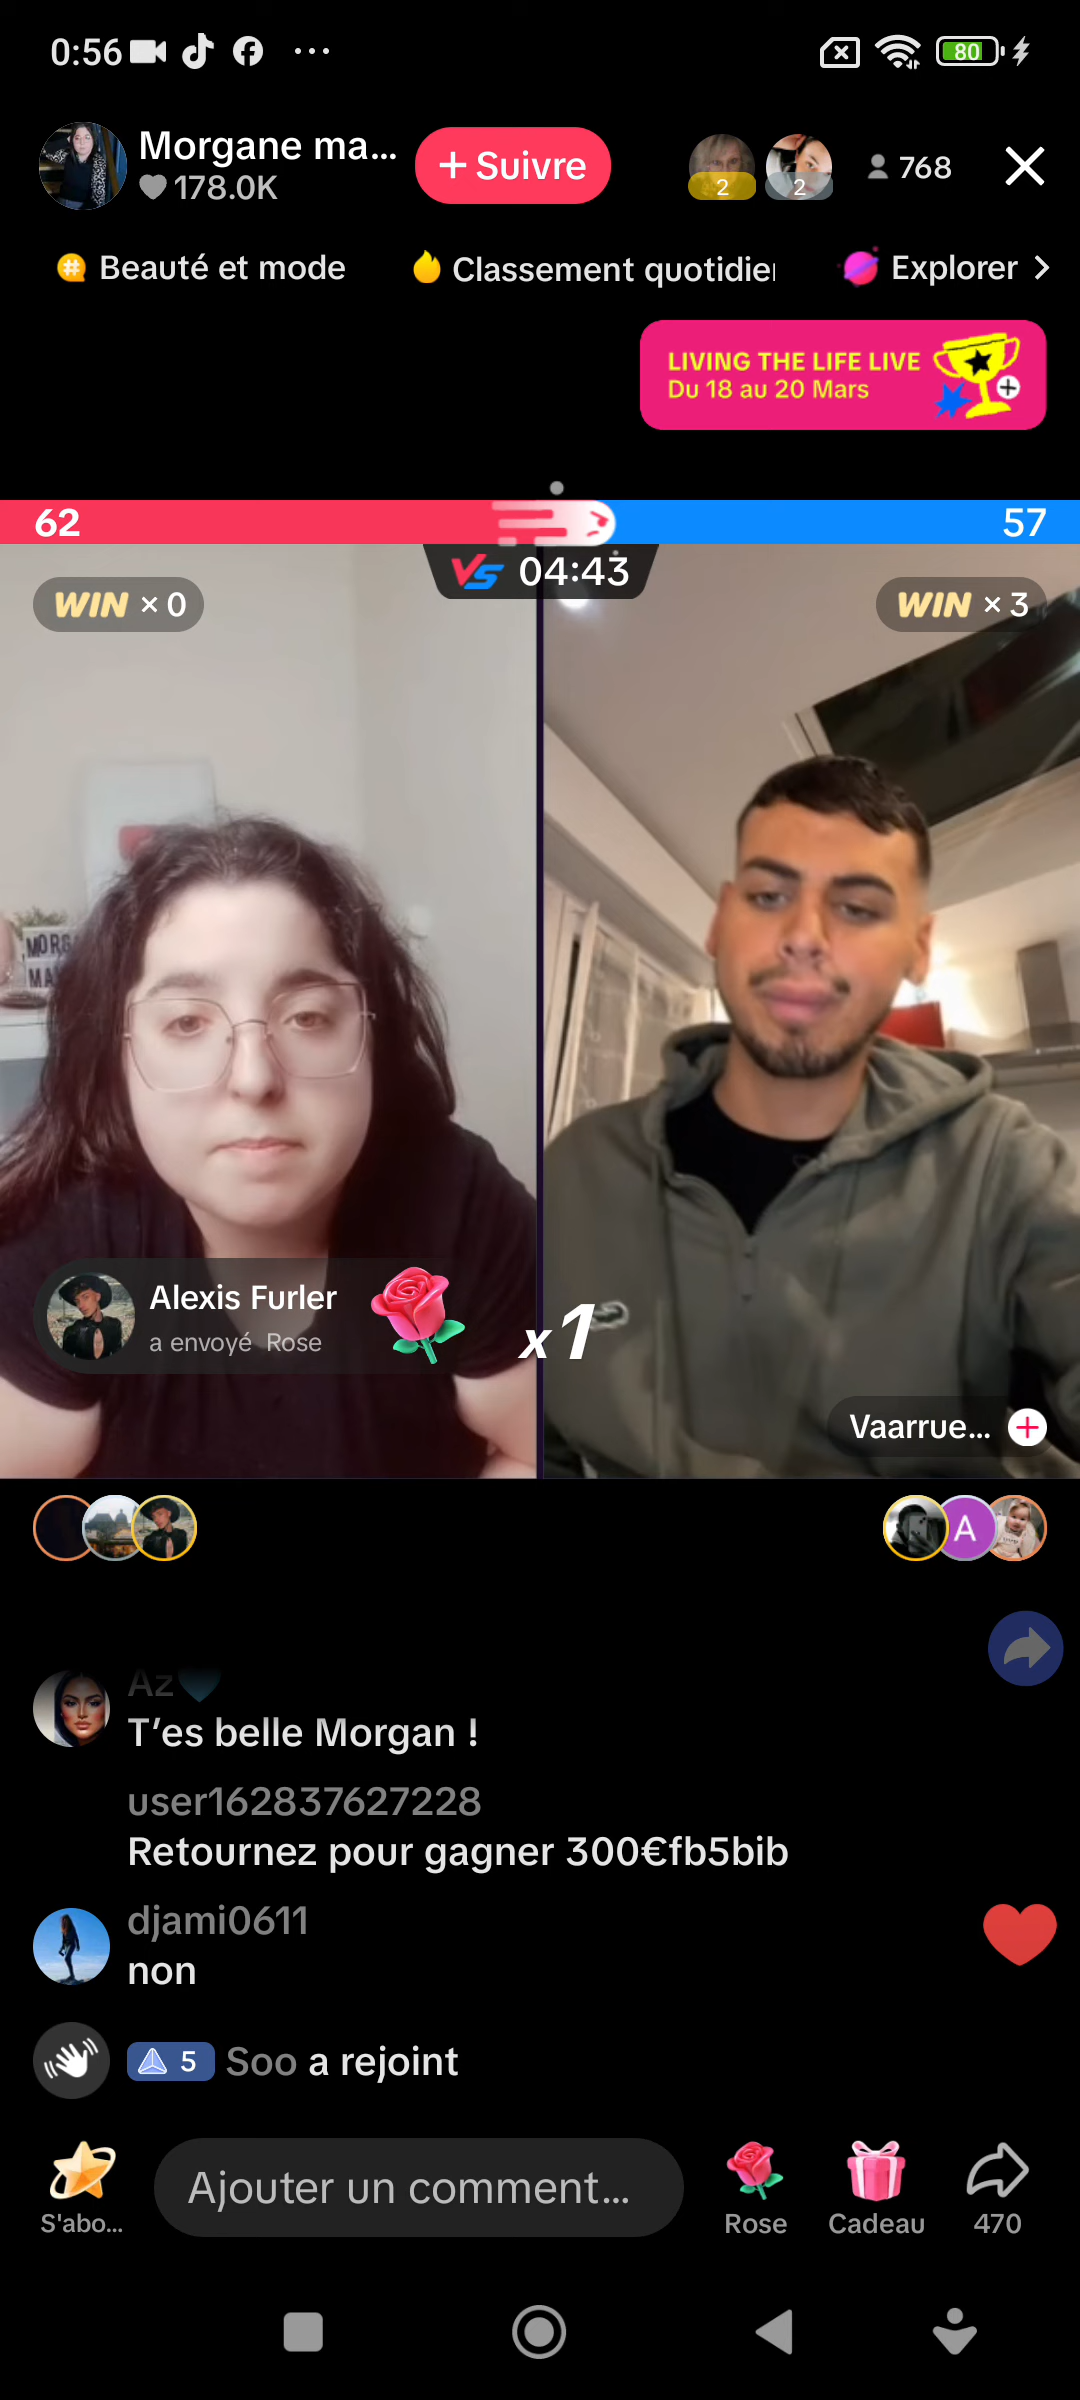 0:56
80
Morgane ma...
178.0K
+ Suivre
2
2
768
Beauté et mode
Classement quotidie
Explorer
LIVING THE LIFE LIVE
Du 18 au 20 Mars
62
57
VS 04:43
WIN × 0
WIN × 3
MORG
MA
Alexis Furler
a envoyé Rose
x1
Vaarrue...
A
Az
T'es belle Morgan !
user162837627228
Retournez pour gagner 300€fb5bib
djami0611
non
5 Soo a rejoint
Ajouter un comment...
S'abo...
Rose
Cadeau
470